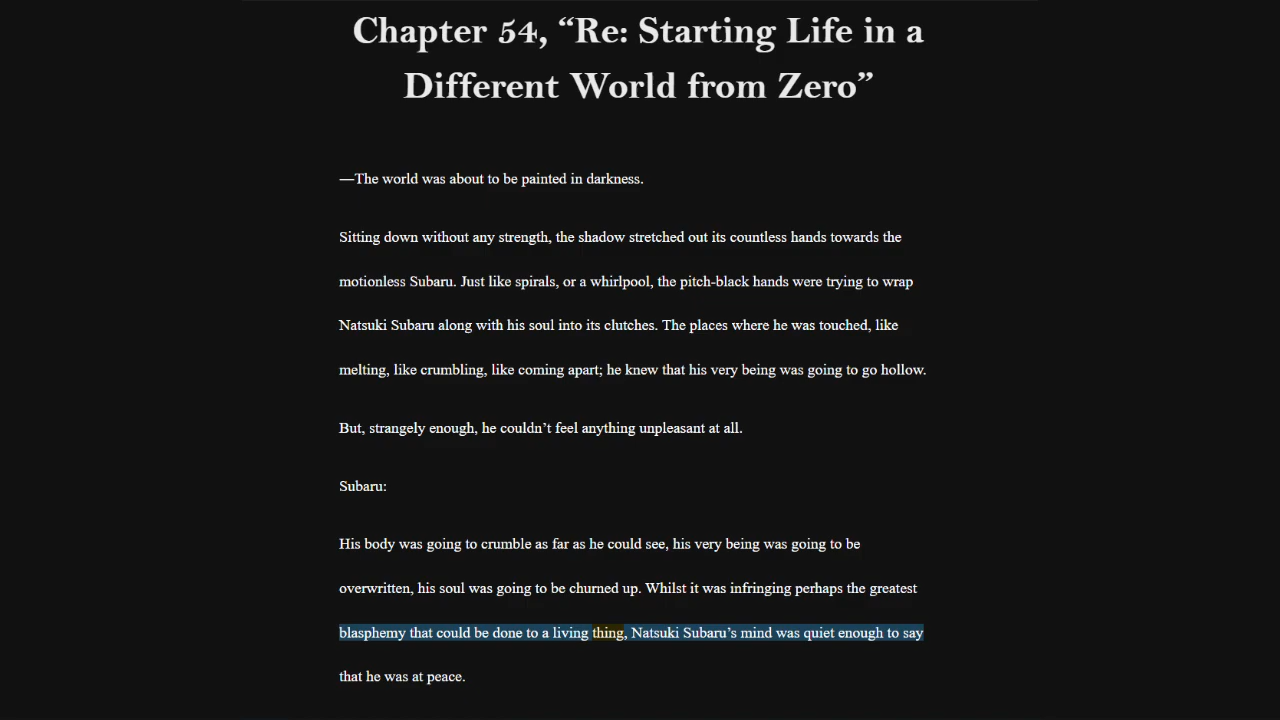 Chapter 54, “Re: Starting Life in a
Different World from Zero”
—The world was about to be painted in darkness.
Sitting down without any strength, the shadow stretched out its countless hands towards the
motionless Subaru. Just like spirals, or a whirlpool, the pitch-black hands were trying to wrap
Natsuki Subaru along with his soul into its clutches. The places where he was touched, like
melting, like crumbling, like coming apart; he knew that his very being was going to go hollow.
But, strangely enough, he couldn’t feel anything unpleasant at all.
Subaru:
His body was going to crumble as far as he could see, his very being was going to be
overwritten, his soul was going to be churned up. Whilst it was infringing perhaps the greatest
blasphemy that could be done to a living thing, Natsuki Subaru’s mind was quiet enough to say
that he was at peace.